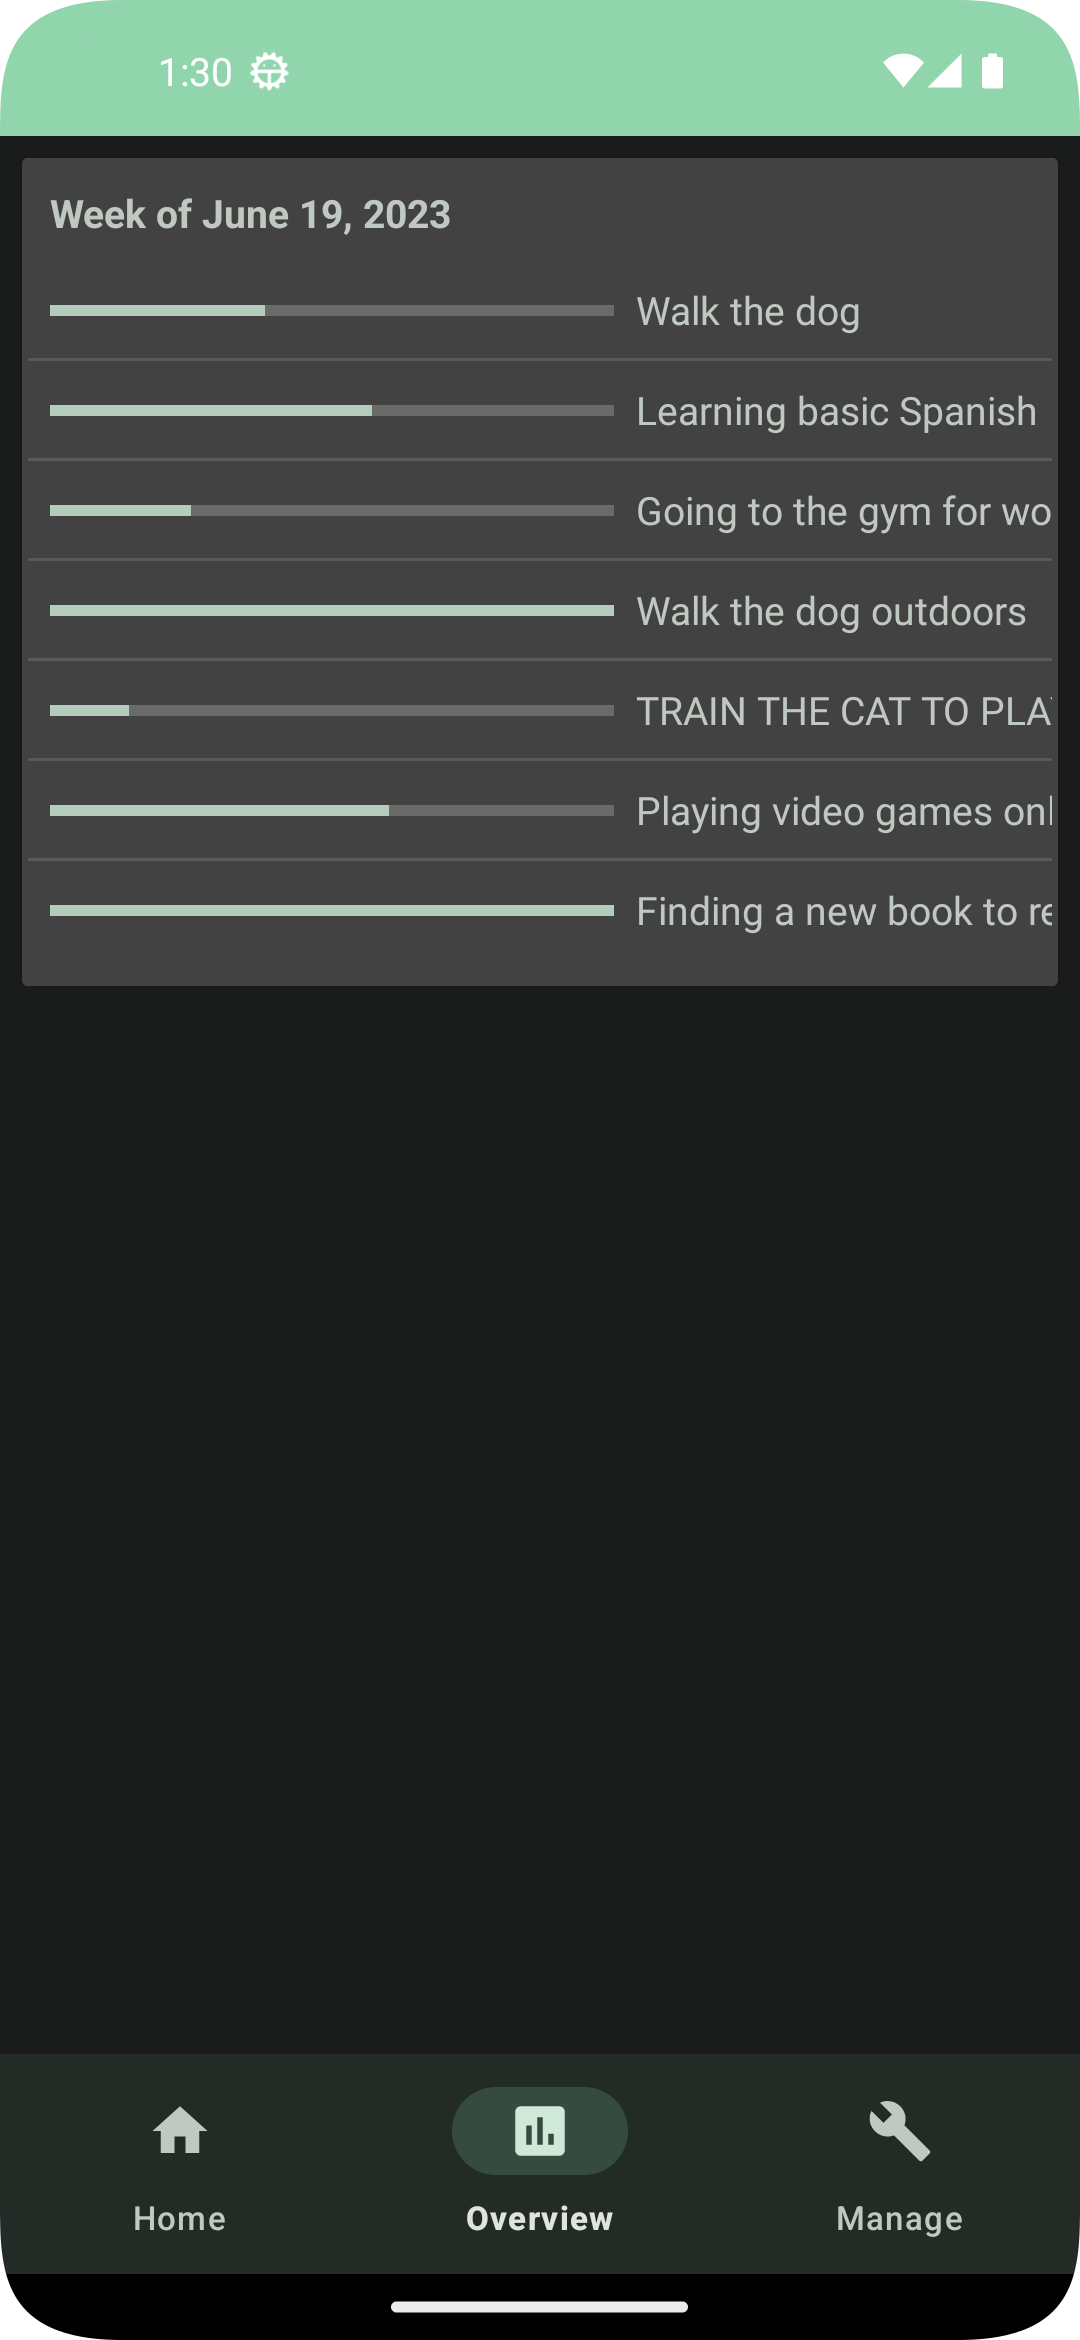 1:30
Week of June 19, 2023
Walk the dog
Learning basic Spanish
Going to the gym for wo
Walk the dog outdoors
TRAIN THE CAT TO PLA
Playing video games onl
Finding a new book to re
Home
Overview
Manage